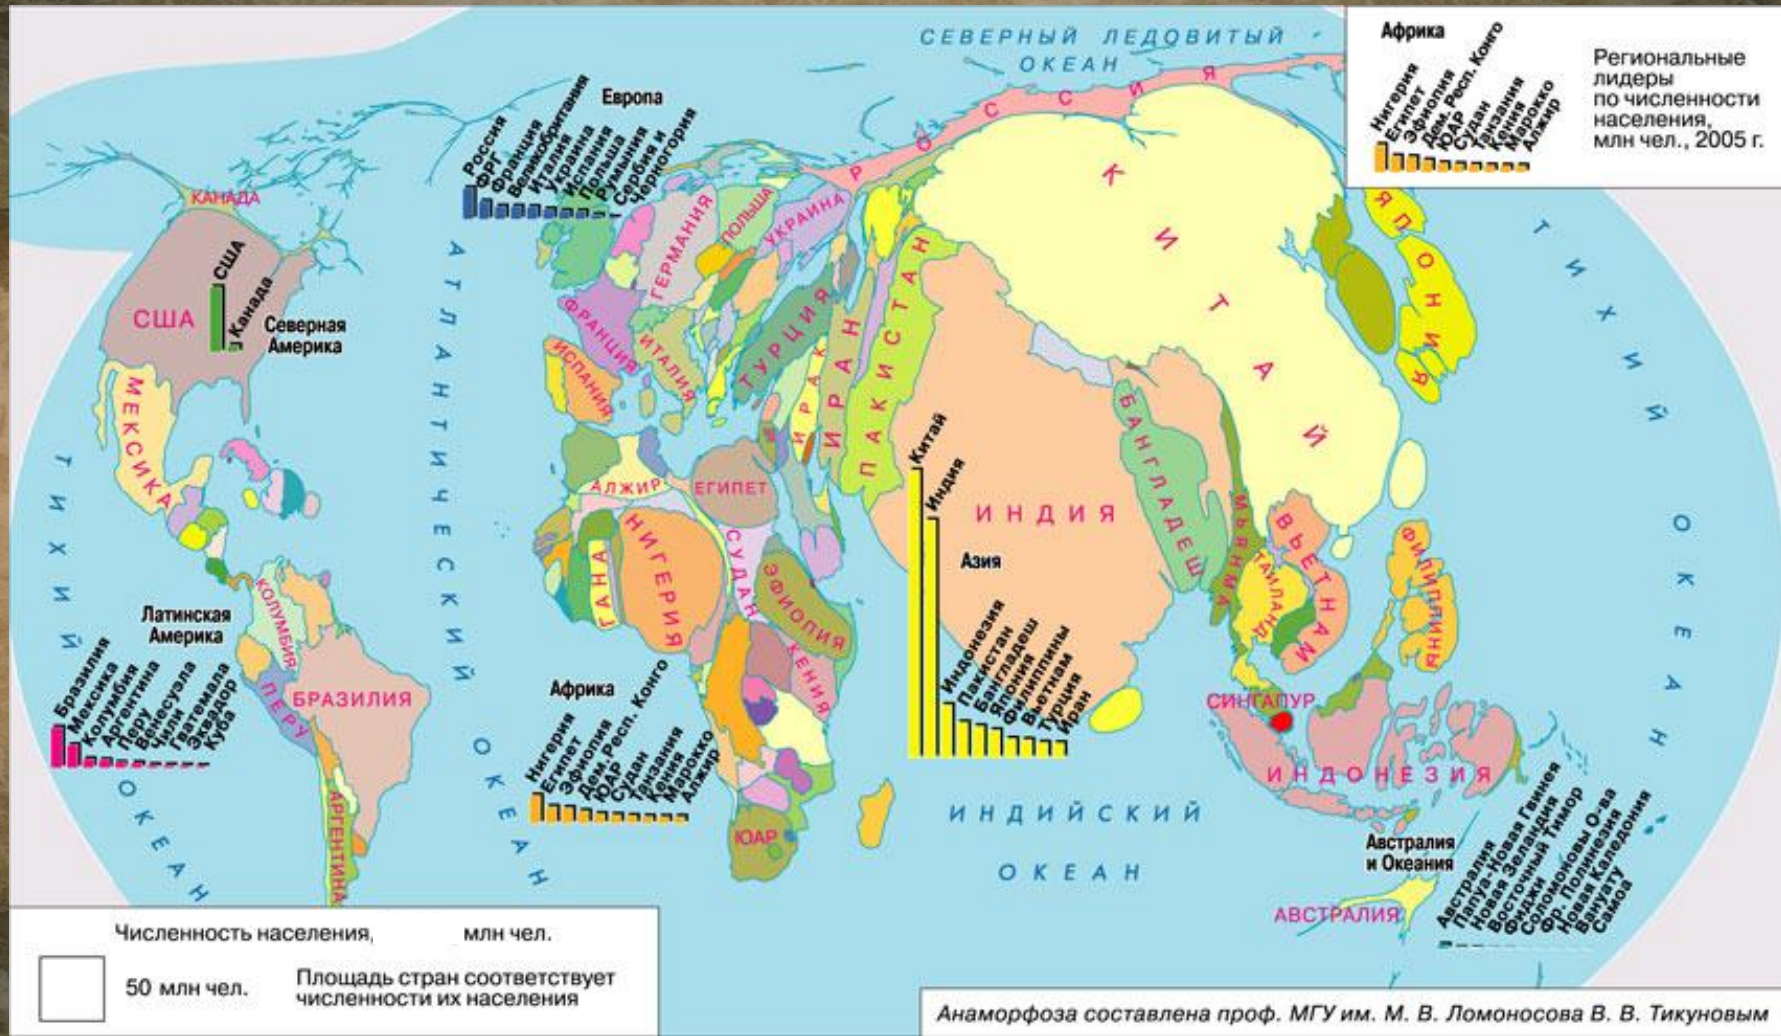 СЕВЕРНЫЙ ЛЕДОВИТЫЙ
ОКЕАН
Африка
Нигерия
Египет
Эфиопия
Дем. Респ. Конго
ЮАР
Судан
Танзания
Кения
Марокко
Алжир
Региональные
лидеры
по численности
населения,
млн чел., 2005 г.
Европа
Россия
ФРГ
Франция
Великобритания
Италия
Украина
Испания
Польша
Румыния
Сербия и
Черногория
РОССИЯ
КАНАДА
США
США
Канада
Северная
Америка
МЕКСИКА
ТИХИЙ
ОКЕАН
АТЛАНТИЧЕСКИЙ
ОКЕАН
ГЕРМАНИЯ
ПОЛЬША
УКРАИНА
ФРАНЦИЯ
ИТАЛИЯ
ИСПАНИЯ
ТУРЦИЯ
ИРАК
ИРАН
ПАКИСТАН
КИТАЙ
ЯПОНИЯ
ТИХИЙ
ОКЕАН
АЛЖИР
ЕГИПЕТ
НИГЕРИЯ
ГАНА
СУДАН
ЭФИОПИЯ
КЕНИЯ
ЮАР
ИНДИЯ
БАНГЛАДЕШ
МЬЯНМА
ТАИЛАНД
ВЬЕТНАМ
ФИЛИППИНЫ
СИНГАПУР
ИНДОНЕЗИЯ
Китай
Индия
Азия
Индонезия
Пакистан
Бангладеш
Япония
Филиппины
Вьетнам
Турция
Иран
Латинская
Америка
Бразилия
Мексика
Колумбия
Аргентина
Перу
Венесуэла
Чили
Гватемала
Эквадор
Куба
КОЛУМБИЯ
ПЕРУ
БРАЗИЛИЯ
АРГЕНТИНА
Африка
Нигерия
Египет
Эфиопия
Дем. Респ. Конго
ЮАР
Судан
Танзания
Кения
Марокко
Алжир
ИНДИЙСКИЙ
ОКЕАН
Австралия
и Океания
АВСТРАЛИЯ
Австралия
Папуа-Новая Гвинея
Новая Зеландия
Восточный Тимор
Фиджи
Соломоновы О-ва
Фр. Полинезия
Новая Каледония
Вануату
Самоа
Численность населения, млн чел.
50 млн чел.
Площадь стран соответствует
численности их населения
Анаморфоза составлена проф. МГУ им. М. В. Ломоносова В. В. Тикуновым